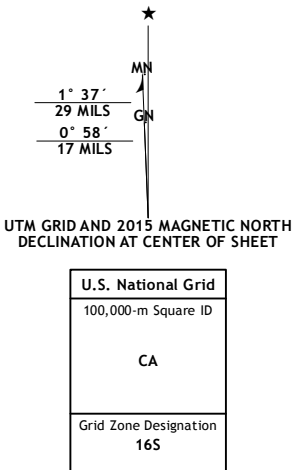 MN
1° 37´
29 MILS
GN
0° 58´
17 MILS
UTM GRID AND 2015 MAGNETIC NORTH
DECLINATION AT CENTER OF SHEET
U.S. National Grid
100,000-m Square ID
CA
Grid Zone Designation
16S